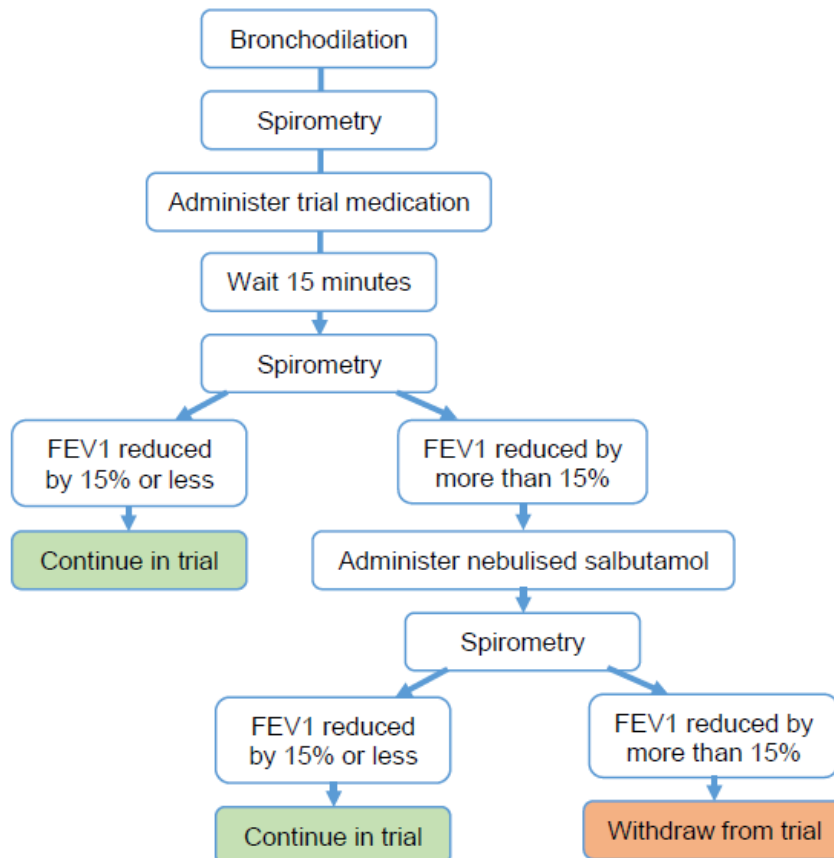 Bronchodilation
Spirometry
Administer trial medication
Wait 15 minutes
Spirometry
FEV1 reduced
by 15% or less
FEV1 reduced by
more than 15%
Continue in trial
Administer nebulised salbutamol
Spirometry
FEV1 reduced
by 15% or less
FEV1 reduced by
more than 15%
Continue in trial
Withdraw from trial